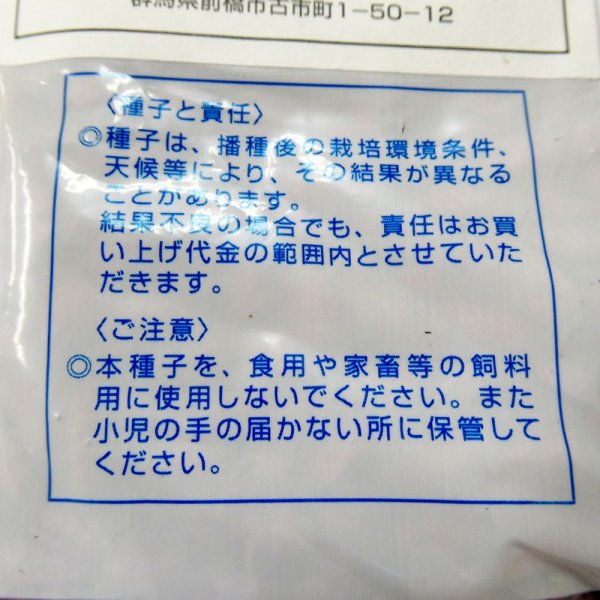 群馬県前橋市古市町1-50-12
〈種子と責任〉
◎種子は、播種後の栽培環境条件、
天候等により、その結果が異なる
ことがあります。
結果不良の場合でも、責任はお買
い上げ代金の範囲内とさせていた
だきます。
〈ご注意〉
◎本種子を、食用や家畜等の飼料
用に使用しないでください。また
小児の手の届かない所に保管して
ください。